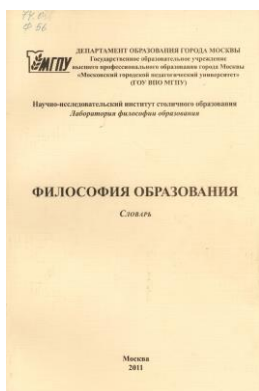 ДЕПАРТАМЕНТ ОБРАЗОВАНИЯ ГОРОДА МОСКВЫ
Государственное образовательное учреждение
высшего профессионального образования города Москвы
«Московский городской педагогический университет»
(ГОУ ВПО МГПУ)
МГПУ
Научно-исследовательский институт столичного образования
Лаборатория философии образования
ФИЛОСОФИЯ ОБРАЗОВАНИЯ
Словарь
Москва
2011